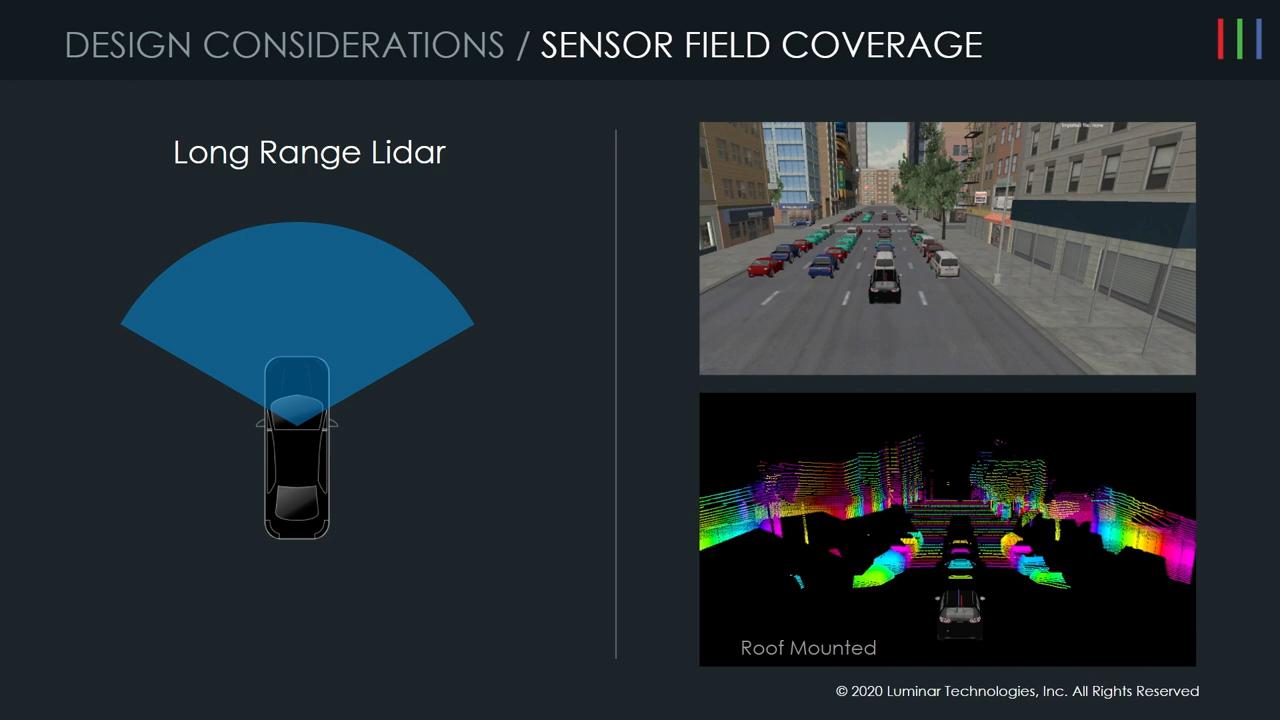 DESIGN CONSIDERATIONS / SENSOR FIELD COVERAGE
Long Range Lidar
Roof Mounted
© 2020 Luminar Technologies, Inc. All Rights Reserved